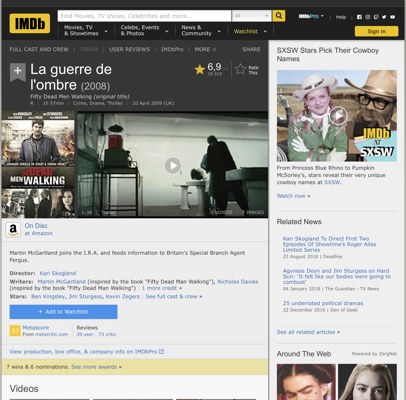 IMDb
Find Movies, TV shows, Celebrities and more...
All
IMDbPro
Help
Movies, TV & Showtimes
Celebs, Events & Photos
News & Community
Watchlist
Sign in
FULL CAST AND CREW | TRIVIA | USER REVIEWS | IMDbPro | MORE
SHARE
La guerre de l'ombre (2008)
Fifty Dead Men Walking (original title)
R | 1h 57min | Crime, Drama, Thriller | 10 April 2009 (UK)
6,9
Rate This
DEAD
MEN
WALKING
2 VIDEOS
7 IMAGES
On Disc
at Amazon
Martin McGartland joins the I.R.A. and feeds information to Britain's Special Branch Agent Fergus.
Director: Kari Skogland
Writers: Martin McGartland (inspired by the book "Fifty Dead Men Walking"), Nicholas Davies (inspired by the book "Fifty Dead Men Walking") | 1 more credit »
Stars: Ben Kingsley, Jim Sturgess, Kevin Zegers | See full cast & crew »
+ Add to Watchlist
Metascore
From metacritic.com
Reviews
39 user · 73 critic
View production, box office, & company info on IMDbPro
7 wins & 6 nominations. See more awards »
Videos
SXSW Stars Pick Their Cowboy Names
IMDb
AT
SXSW
From Princess Blue Rhino to Pumpkin McSorley's, stars reveal their very unique cowboy names at SXSW.
Watch now »
Related News
Kari Skogland To Direct First Two Episodes Of Showtime's Roger Ailes Limited Series
23 August 2018 | Deadline
Agyness Deyn and Jim Sturgess on Hard Sun: 'It felt like our bodies were going to combust'
04 January 2018 | The Guardian - TV News
25 underrated political dramas
22 December 2016 | Den of Geek
See all related articles »
Around The Web
Powered by ZergNet